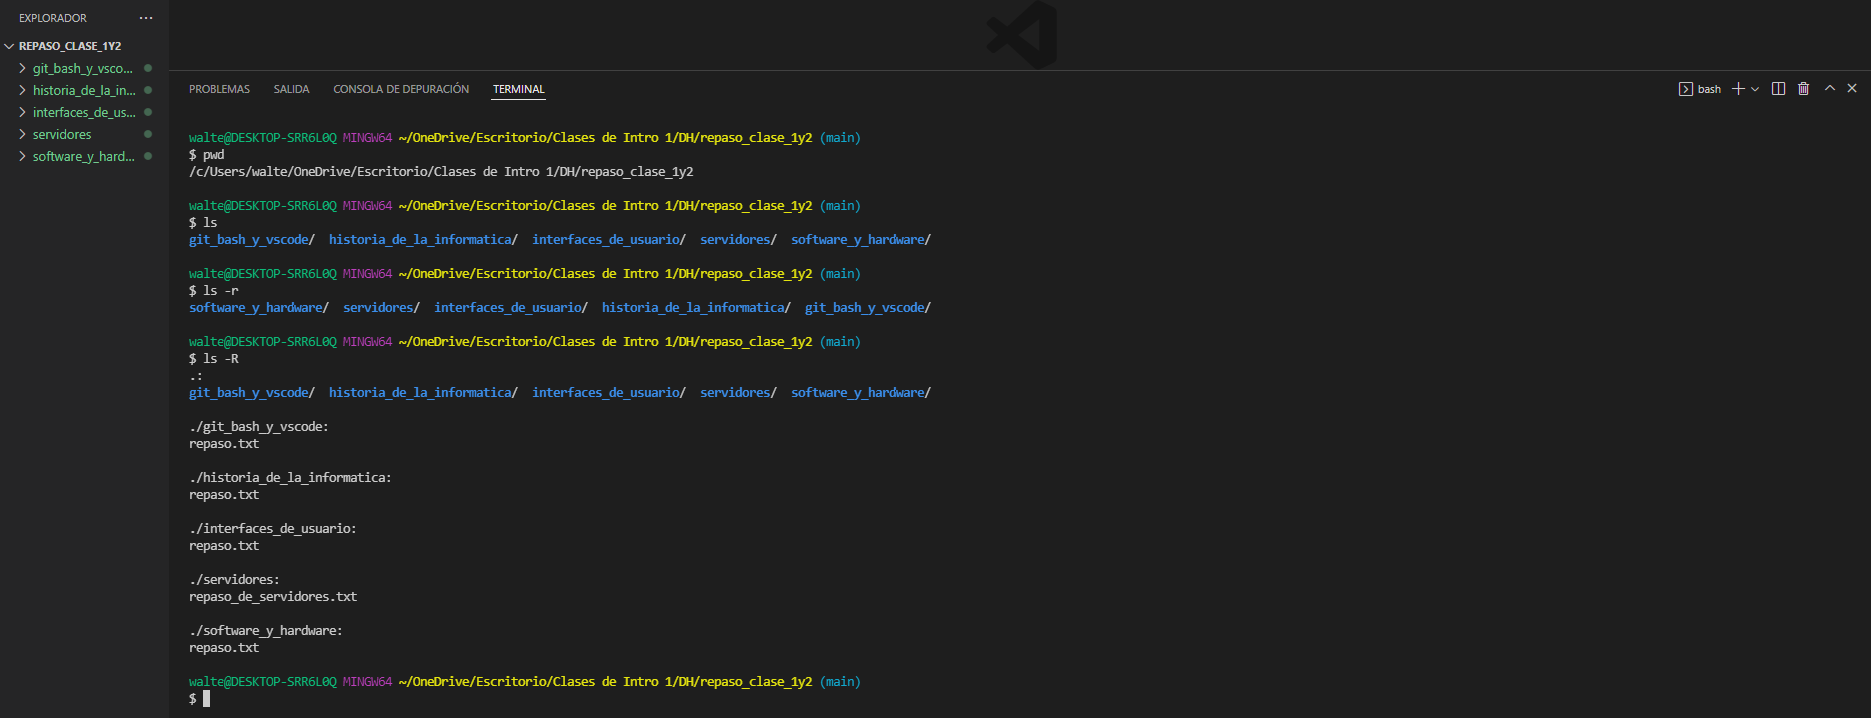 EXPLORADOR ...
REPASO_CLASE_1Y2
git_bash_y_vsco...
historia_de_la_in...
interfaces_de_us...
servidores
software_y_hard...
PROBLEMAS SALIDA CONSOLA DE DEPURACIÓN TERMINAL bash
walte@DESKTOP-SRR6L0Q MINGW64 ~/OneDrive/Escritorio/Clases de Intro 1/DH/repaso_clase_1y2 (main)
$ pwd
/c/Users/walte/OneDrive/Escritorio/Clases de Intro 1/DH/repaso_clase_1y2
walte@DESKTOP-SRR6L0Q MINGW64 ~/OneDrive/Escritorio/Clases de Intro 1/DH/repaso_clase_1y2 (main)
$ ls
git_bash_y_vscode/ historia_de_la_informatica/ interfaces_de_usuario/ servidores/ software_y_hardware/
walte@DESKTOP-SRR6L0Q MINGW64 ~/OneDrive/Escritorio/Clases de Intro 1/DH/repaso_clase_1y2 (main)
$ ls -r
software_y_hardware/ servidores/ interfaces_de_usuario/ historia_de_la_informatica/ git_bash_y_vscode/
walte@DESKTOP-SRR6L0Q MINGW64 ~/OneDrive/Escritorio/Clases de Intro 1/DH/repaso_clase_1y2 (main)
$ ls -R
.:
git_bash_y_vscode/ historia_de_la_informatica/ interfaces_de_usuario/ servidores/ software_y_hardware/
./git_bash_y_vscode:
repaso.txt
./historia_de_la_informatica:
repaso.txt
./interfaces_de_usuario:
repaso.txt
./servidores:
repaso_de_servidores.txt
./software_y_hardware:
repaso.txt
walte@DESKTOP-SRR6L0Q MINGW64 ~/OneDrive/Escritorio/Clases de Intro 1/DH/repaso_clase_1y2 (main)
$